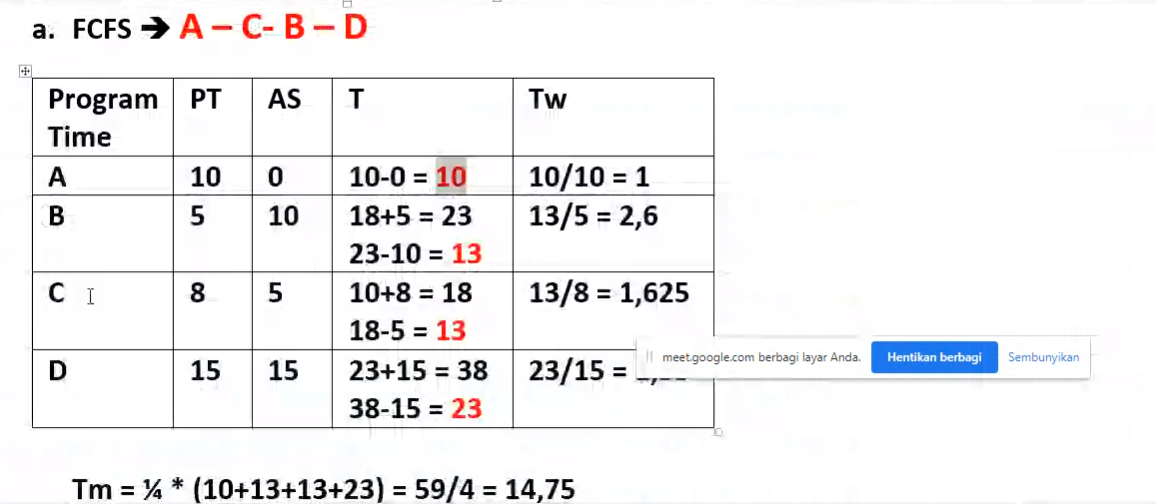 a. FCFS ➔ A – C- B – D
Program PT AS T Tw
Time
A 10 0 10-0 = 10 10/10 = 1
B 5 10 18+5 = 23 13/5 = 2,6
23-10 = 13
C 8 5 10+8 = 18 13/8 = 1,625
18-5 = 13
meet.google.com berbagi layar Anda. Hentikan berbagi Sembunyikan
D 15 15 23+15 = 38 23/15 =
38-15 = 23
Tm = ¼ * (10+13+13+23) = 59/4 = 14,75